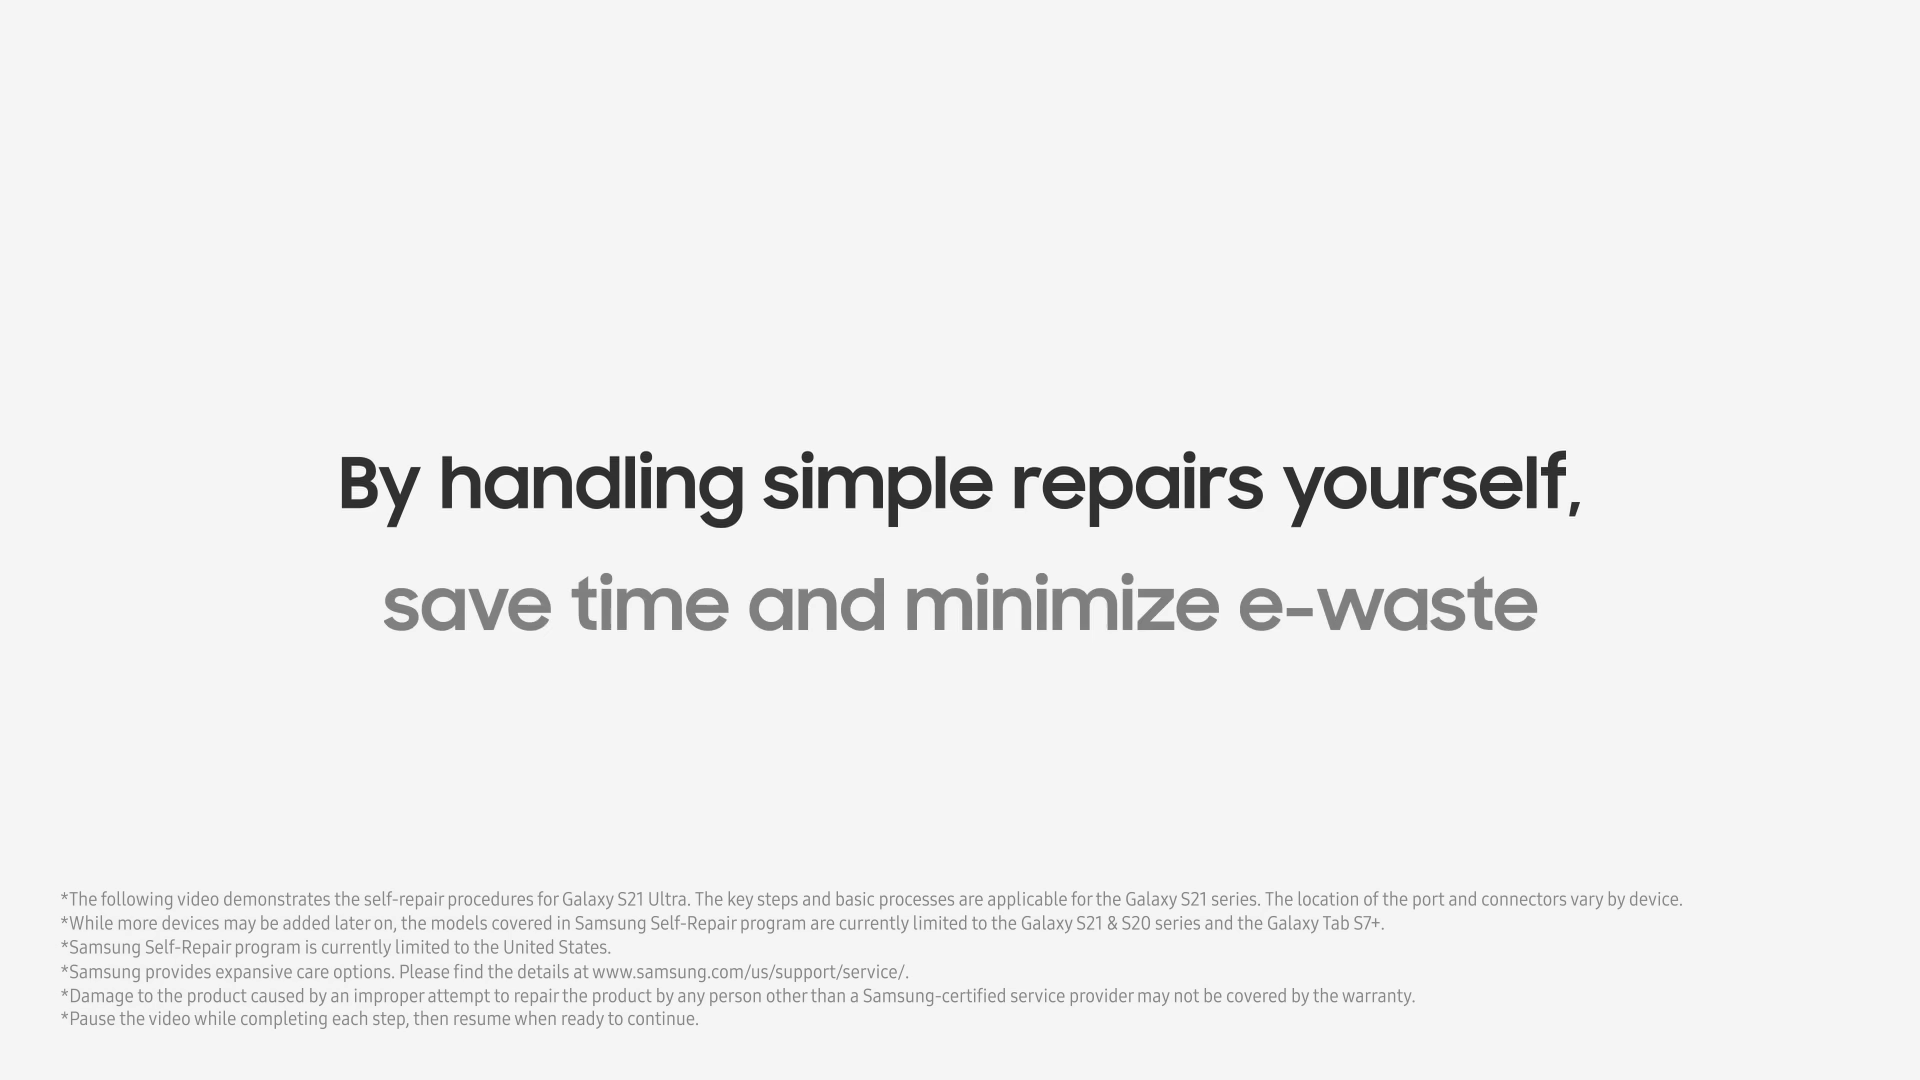 By handling simple repairs yourself,
save time and minimize e-waste
*The following video demonstrates the self-repair procedures for Galaxy S21 Ultra. The key steps and basic processes are applicable for the Galaxy S21 series. The location of the port and connectors vary by device.
*While more devices may be added later on, the models covered in Samsung Self-Repair program are currently limited to the Galaxy S21 & S20 series and the Galaxy Tab S7+.
*Samsung Self-Repair program is currently limited to the United States.
*Samsung provides expansive care options. Please find the details at www.samsung.com/us/support/service/.
*Damage to the product caused by an improper attempt to repair the product by any person other than a Samsung-certified service provider may not be covered by the warranty.
*Pause the video while completing each step, then resume when ready to continue.